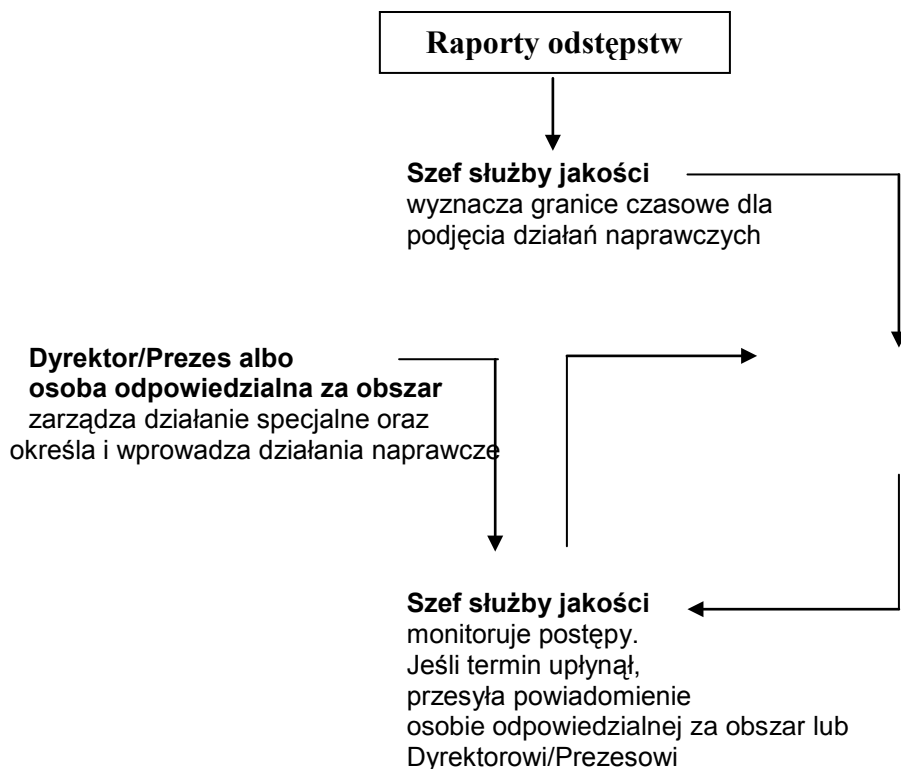 Raporty odstępstw
Szef służby jakości
wyznacza granice czasowe dla
podjęcia działań naprawczych
Dyrektor/Prezes albo
osoba odpowiedzialna za obszar
zarządza działanie specjalne oraz
określa i wprowadza działania naprawcze
Szef służby jakości
monitoruje postępy.
Jeśli termin upłynął,
przesyła powiadomienie
osobie odpowiedzialnej za obszar lub
Dyrektorowi/Prezesowi